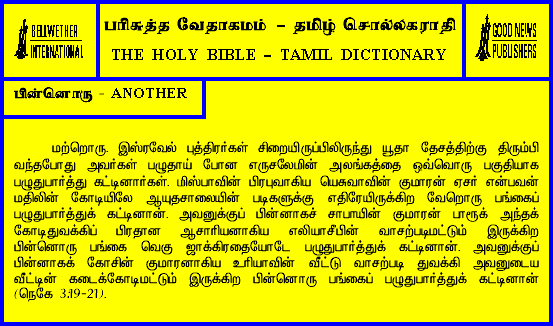 BELLWETHER
INTERNATIONAL
பரிசுத்த வேதாகமம் - தமிழ் சொல்லகராதி
THE HOLY BIBLE - TAMIL DICTIONARY
GOOD NEWS
PUBLISHERS
பின்னொரு - ANOTHER
மற்றொரு. இஸ்ரவேல் புத்திரர்கள் சிறையிருப்பிலிருந்து யூதா தேசத்திற்கு திரும்பி
வந்தபோது அவர்கள் பழுதாய் போன எருசலேமின் அலங்கத்தை ஒவ்வொரு பகுதியாக
பழுதுபார்த்து கட்டினார்கள். மிஸ்பாவின் பிரபுவாகிய யெசுவாவின் குமாரன் ஏசர் என்பவன்
மதிலின் கோடியிலே ஆயுதசாலையின் படிகளுக்கு எதிரேயிருக்கிற வேறொரு பங்கைப்
பழுதுபார்த்துக் கட்டினான். அவனுக்குப் பின்னாகச் சாபாயின் குமாரன் பாரூக் அந்தக்
கோடிதுவக்கிப் பிரதான ஆசாரியனாகிய எலியாசீபின் வாசற்படிமட்டும் இருக்கிற
பின்னொரு பங்கை வெகு ஜாக்கிரதையோடே பழுதுபார்த்துக் கட்டினான். அவனுக்குப்
பின்னாகக் கோசின் குமாரனாகிய உரியாவின் வீட்டு வாசற்படி துவக்கி அவனுடைய
வீட்டின் கடைக்கோடிமட்டும் இருக்கிற பின்னொரு பங்கைப் பழுதுபார்த்துக் கட்டினான்
(நெகே 3:19-21).